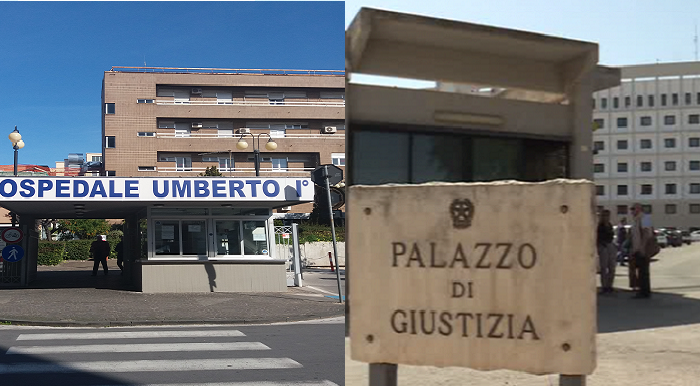 OSPEDALE UMBERTO N°
PALAZZO
DI
GIUSTIZIA